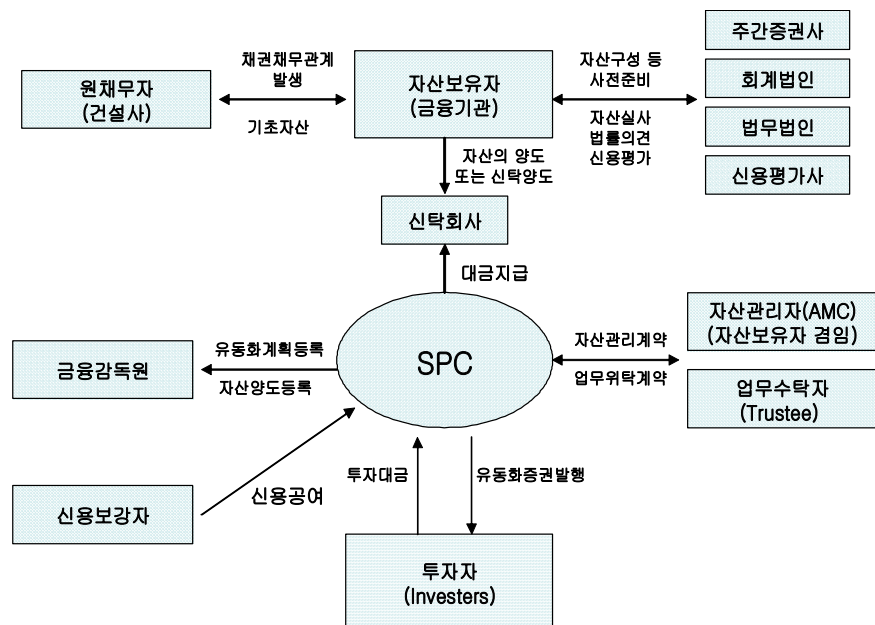 주간증권사
채권채무관계
발생
자산구성 등
사전준비
원채무자
(건설사)
자산보유자
(금융기관)
회계법인
기초자산
자산실사
법률의견
신용평가
법무법인
자산의 양도
또는 신탁양도
신용평가사
신탁회사
대금지급
자산관리자(AMC)
(자산보유자 겸임)
유동화계획등록
자산관리계약
금융감독원
SPC
자산양도등록
업무위탁계약
업무수탁자
(Trustee)
투자대금
유동화증권발행
신용공여
신용보강자
투자자
(Investers)